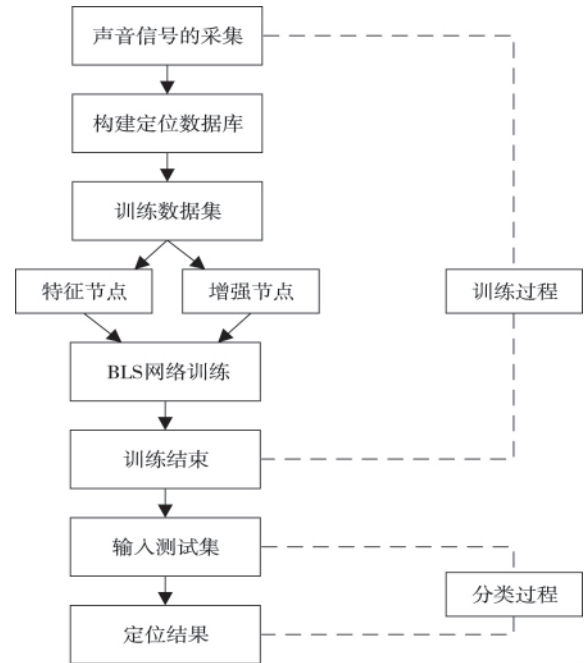 声音信号的采集
构建定位数据库
训练数据集
特征节点
增强节点
训练过程
BLS网络训练
训练结束
输入测试集
分类过程
定位结果